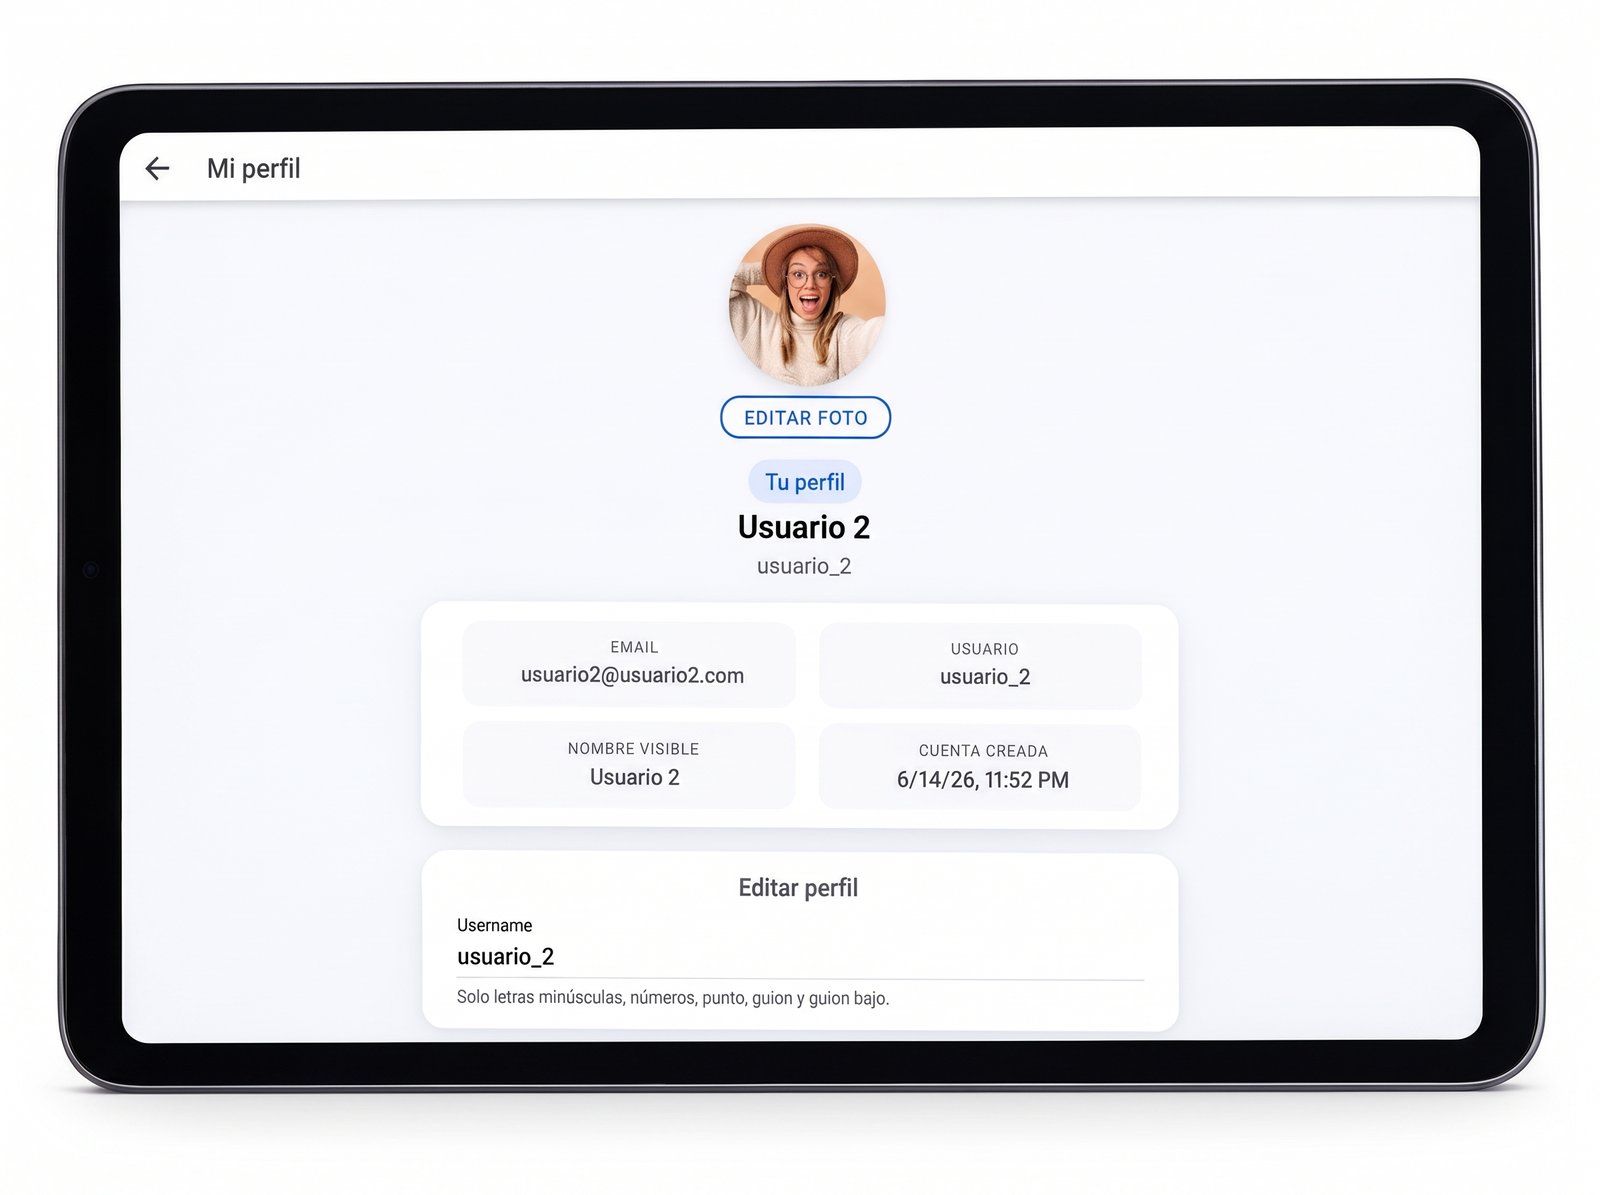 Mi perfil
EDITAR FOTO
Tu perfil
Usuario 2
usuario_2
EMAIL
usuario2@usuario2.com
USUARIO
usuario_2
NOMBRE VISIBLE
Usuario 2
CUENTA CREADA
6/14/26, 11:52 PM
Editar perfil
Username
usuario_2
Solo letras minúsculas, números, punto, guion y guion bajo.